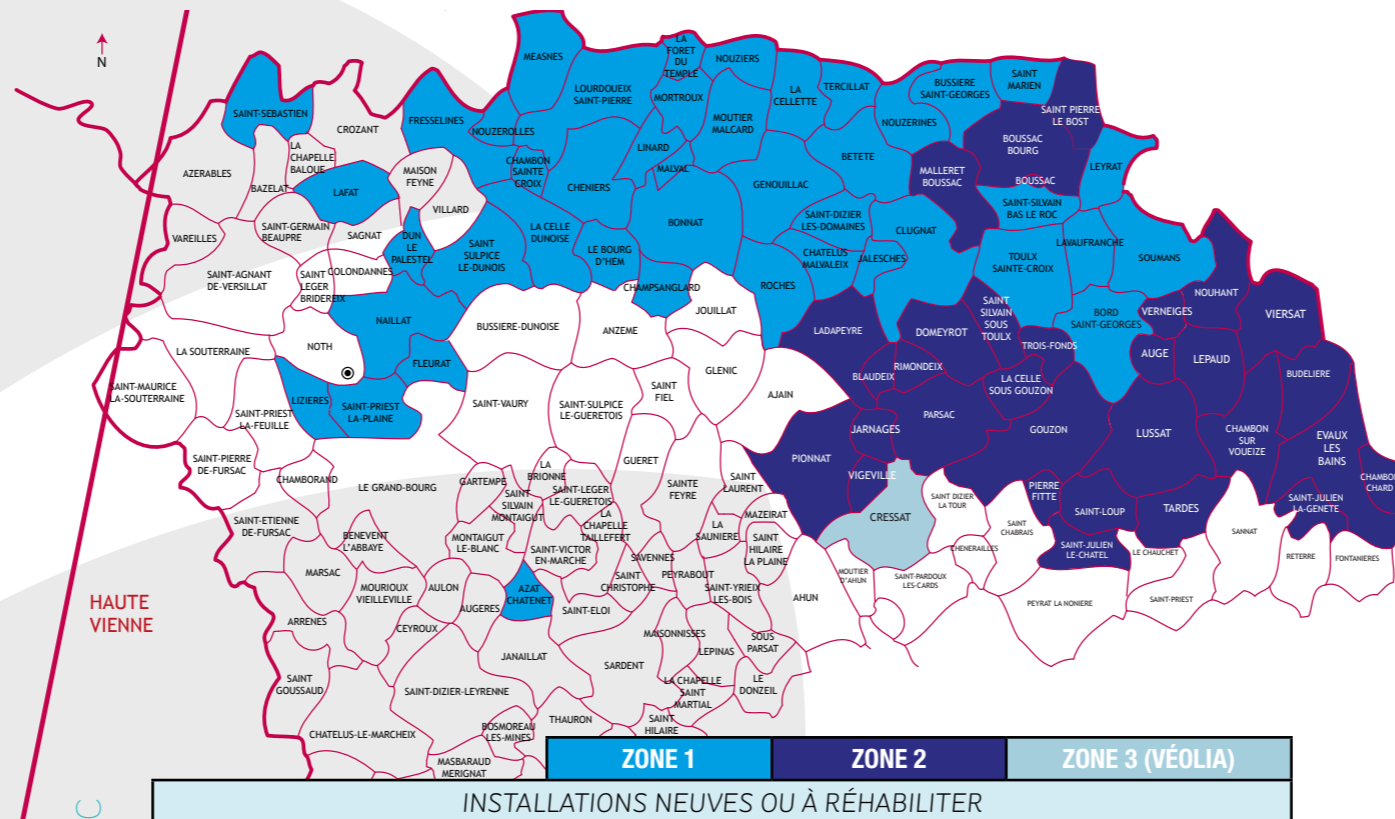 N
MEASNES
LA
FORET
DU
TEMPLE
NOUZIERS
LOURDOUEIX
SAINT-PIERRE
MORTROUX
LA
CELLETTE
TERCILLAT
BUSSIERE
SAINT-GEORGES
SAINT
MARIEN
SAINT PIERRE
LE BOST
SAINT-SEBASTIEN
CROZANT
FRESSELINES
NOUZEROLLES
MOUTIER
MALCARD
NOUZERINES
BOUSSAC
BOURG
LA
CHAPELLE
BALOUE
AZERABLES
BAZELAT
LAFAT
MAISON
FEYNE
CHAMBON
SAINTE
CROIX
LINARD
MALVAL
CHENIERS
GENOUILLAC
BETETE
MALLERET
BOUSSAC
BOUSSAC
LEYRAT
VILLARD
SAINT-SILVAIN
BAS LE ROC
VAREILLES
SAINT-GERMAIN
BEAUPRE
SAGNAT
DUN
LE
PALESTEL
SAINT
SULPICE
LE-DUNOIS
LA CELLE
DUNOISE
LE BOURG
D'HEM
BONNAT
SAINT-DIZIER
LES-DOMAINES
CLUGNAT
LAVAUFRANCHE
SOUMANS
SAINT-AGNANT
DE-VERSILLAT
SAINT
LEGER
BRIDEREIX
COLONDANNES
CHATELUS
MALVALEIX
JALESCHES
TOULX
SAINTE-CROIX
ROCHES
CHAMPSANGLARD
NAILLAT
BUSSIERE-DUNOISE
ANZEME
JOUILLAT
LADAPEYRE
DOMEYROT
SAINT
SILVAIN
SOUS
TOULX
BORD
SAINT-GEORGES
VERNEIGES
NOUHANT
VIERSAT
LA SOUTERRAINE
NOTH
FLEURAT
TROIS-FONDS
AUGE
LEPAUD
BUDELIERE
SAINT-MAURICE
LA-SOUTERRAINE
SAINT-PRIEST
LA-FEUILLE
LIZIERES
SAINT-PRIEST
LA-PLAINE
SAINT-VAURY
SAINT-SULPICE
LE-GUERETOIS
SAINT
FIEL
GLENIC
AJAIN
BLAUDEIX
RIMONDEIX
LA CELLE
SOUS GOUZON
JARNAGES
PARSAC
GOUZON
LUSSAT
CHAMBON
SUR
VOUEIZE
EVAUX
LES
BAINS
SAINT-PIERRE
DE-FURSAC
CHAMBORAND
LE GRAND-BOURG
GARTEMPE
LA
BRIONNE
GUERET
SAINTE
FEYRE
SAINT
LAURENT
PIONNAT
VIGEVILLE
CRESSAT
SAINT DIZIER
LA TOUR
PIERRE
FITTE
SAINT-LOUP
TARDES
SAINT-JULIEN
LA-GENETE
CHAMBON
CHARD
SAINT-ETIENNE
DE-FURSAC
BENEVENT
L'ABBAYE
MONTAIGUT
LE-BLANC
SAINT
SILVAIN
MONTAIGUT
SAINT-LEGER
LE-GUERETOIS
LA
CHAPELLE
TAILLEFERT
LA
SAUNIERE
MAZEIRAT
SAINT
HILAIRE
LA PLAINE
SAINT
CHABRAIS
CHENERAILLES
SAINT-JULIEN
LE-CHATEL
LE CHAUCHET
SANNAT
RETERRE
FONTANIERES
MARSAC
MOURIOUX
VIEILLEVILLE
AULON
AUGERES
AZAT
CHATENET
SAINT-VICTOR
EN-MARCHE
SAVENNES
SAINT
CHRISTOPHE
PEYRABOUT
SAINT-YRIEIX
LES-BOIS
AHUN
MOUTIER
D'AHUN
SAINT-PARDOUX
LES-CARDS
PEYRAT LA NONIERE
SAINT-PRIEST
HAUTE
VIENNE
ARRENES
CEYROUX
SAINT-ELOI
JANAILLAT
SARDENT
MAISONNISSES
LEPINAS
SOUS
PARSAT
SAINT
GOUSSAUD
SAINT-DIZIER-LEYRENNE
LA CHAPELLE
SAINT
MARTIAL
LE
DONZEIL
CHATELUS-LE-MARCHEIX
BOSMOREAU
LES-MINES
THAURON
SAINT
HILAIRE
MASBARAUD
MERIGNAT
ZONE 1
ZONE 2
ZONE 3 (VÉOLIA)
INSTALLATIONS NEUVES OU À RÉHABILITER